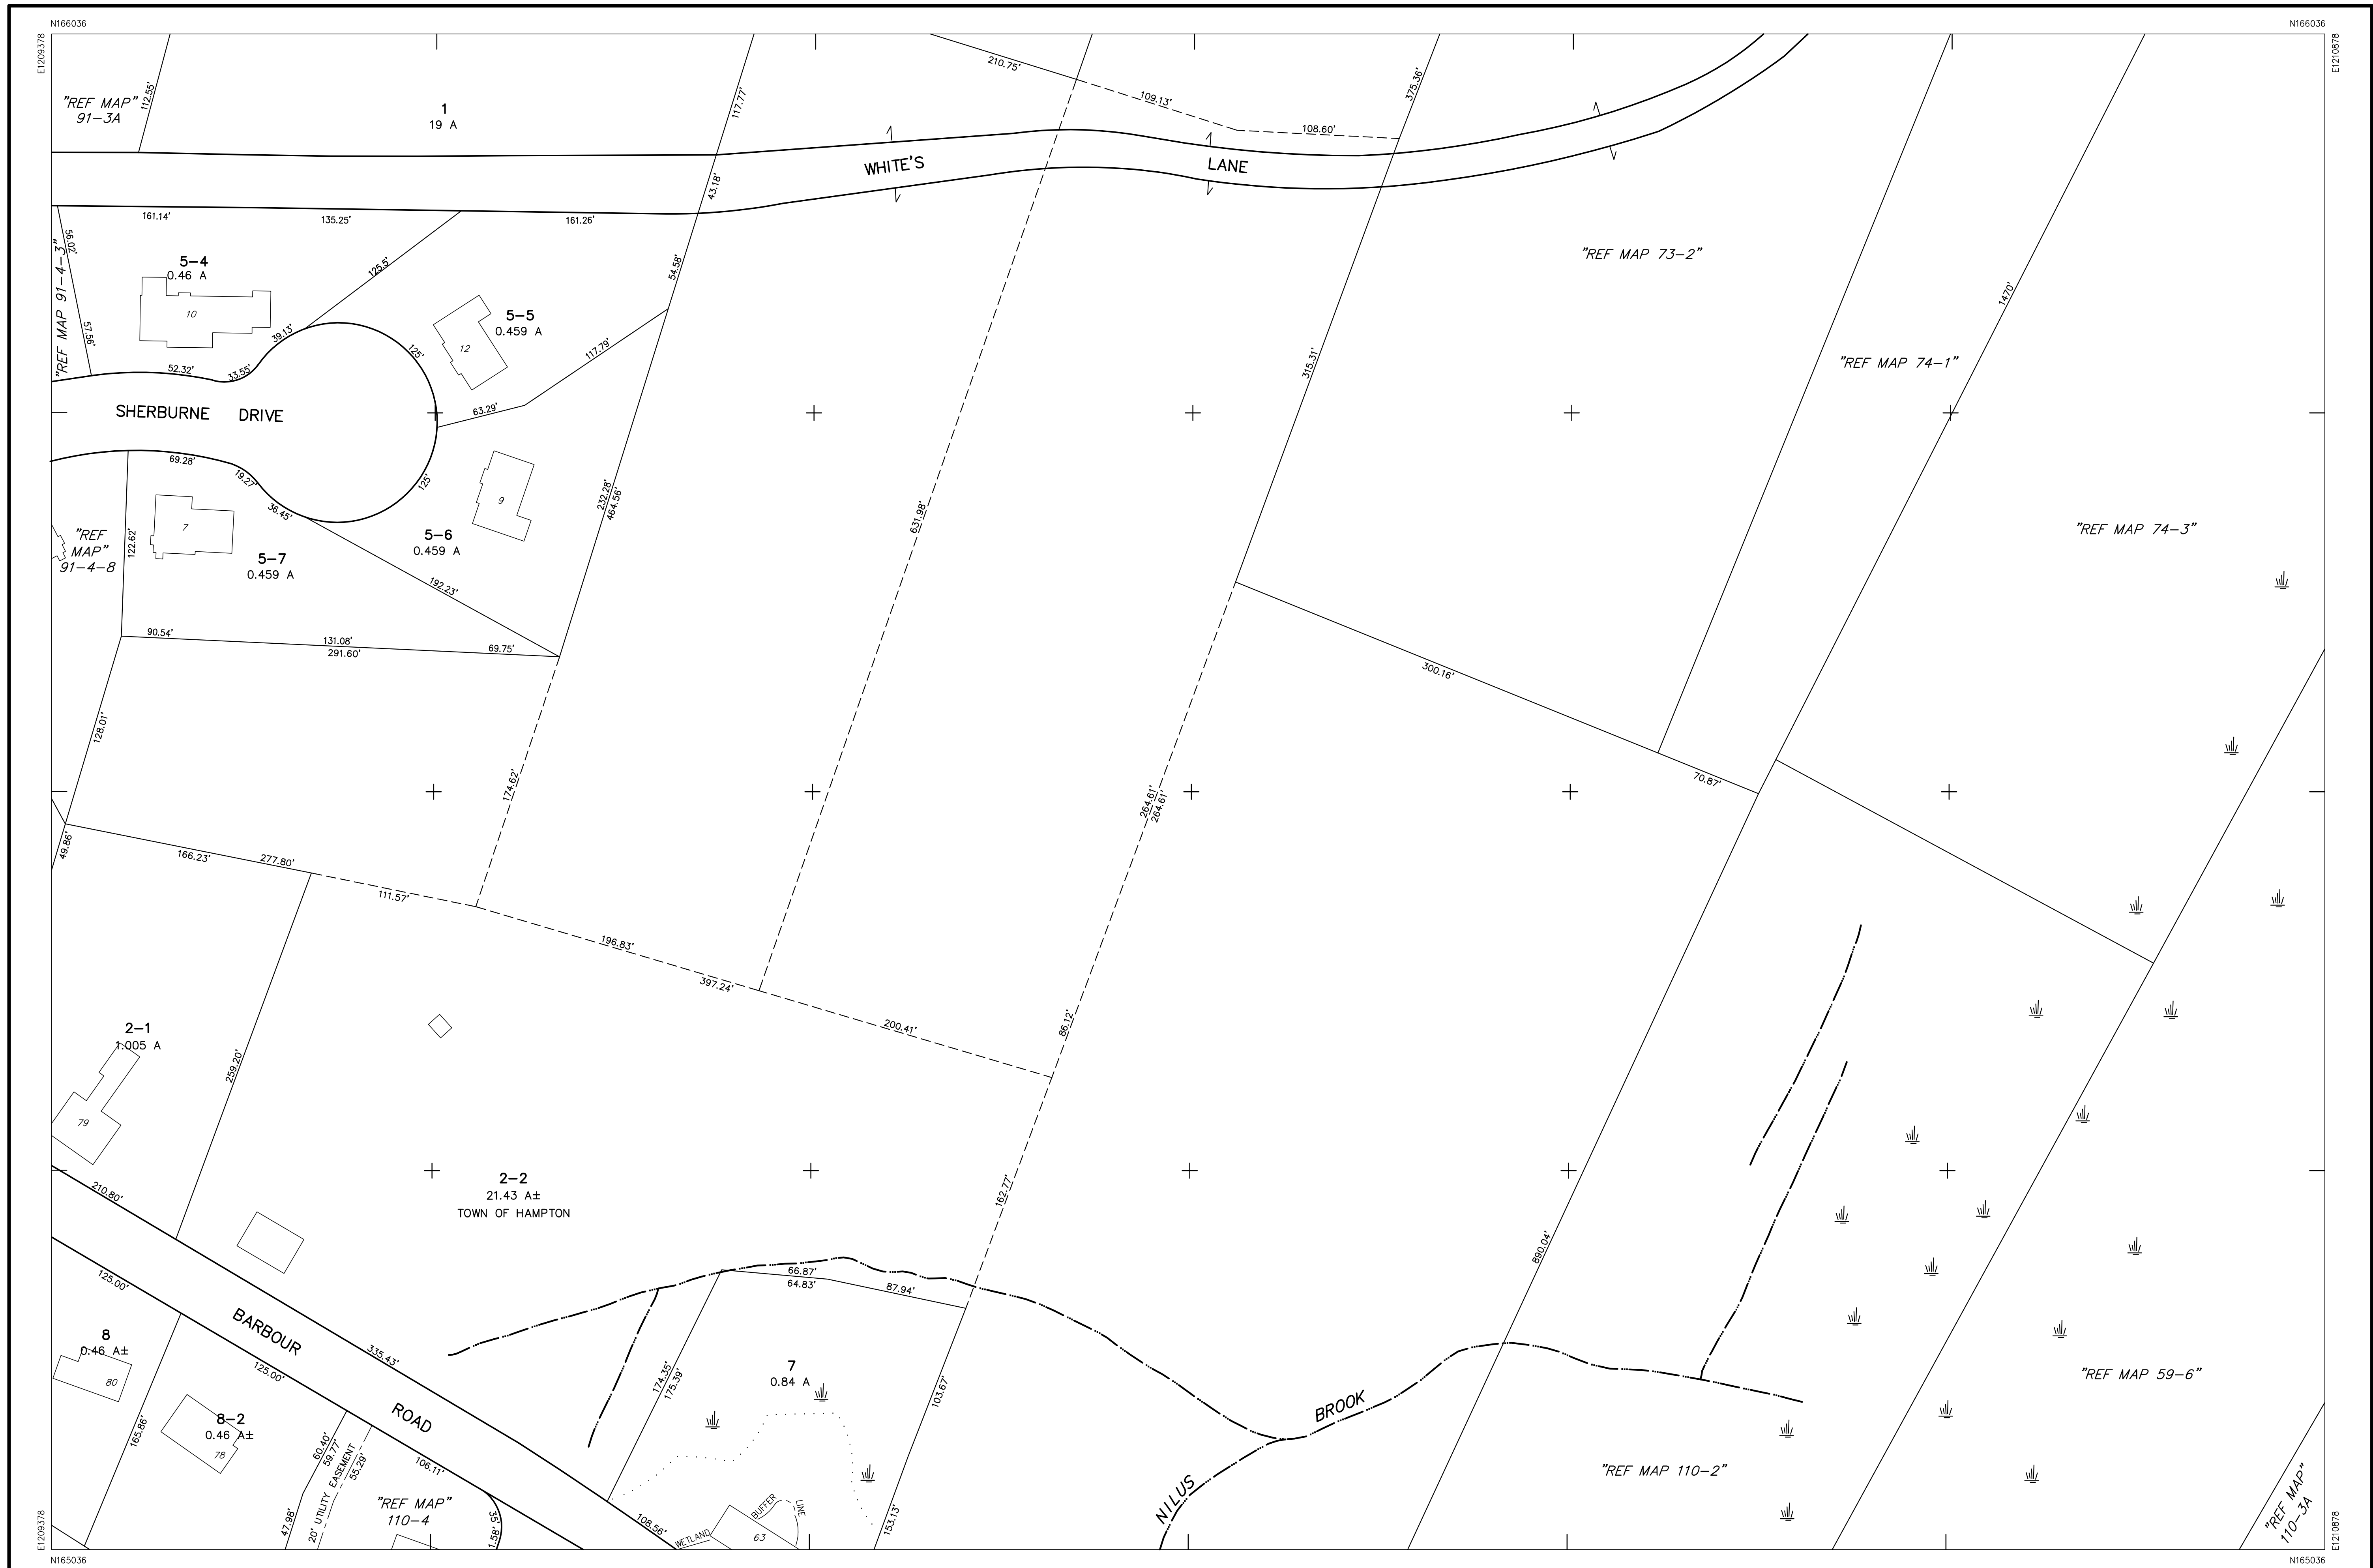 N166036
N166036
E1209378
E1210878
"REF MAP"
91-3A
112.55'
1
19 A
117.77'
210.75'
109.13'
108.60'
375.36'
WHITE'S LANE
43.18'
161.14'
135.25'
161.26'
56.02'
"REF MAP 91-4-3"
57.56'
5-4
0.46 A
10
125.5'
54.58'
5-5
0.459 A
12
39.13'
125'
117.79'
52.32'
33.55'
63.29'
SHERBURNE DRIVE
"REF MAP 73-2"
1470'
315.31'
"REF MAP 74-1"
69.28'
19.27'
36.45'
125'
232.28'
464.56'
631.98'
9
7
"REF
MAP"
91-4-8
122.62'
5-6
0.459 A
5-7
0.459 A
192.23'
"REF MAP 74-3"
90.54'
131.08'
291.60'
69.75'
300.16'
128.01'
174.62'
264.61'
264.61'
70.87'
49.86'
166.23'
277.80'
111.57'
196.83'
397.24'
200.41'
86.12'
2-1
1.005 A
79
259.20'
2-2
21.43 A±
TOWN OF HAMPTON
162.77'
210.80'
890.04'
125.00'
BARBOUR ROAD
335.43'
66.87'
64.83'
87.94'
8
0.46 A±
80
125.00'
174.35'
175.39'
7
0.84 A
103.67'
165.86'
8-2
0.46 A±
78
60.40'
59.77'
55.29'
20' UTILITY EASEMENT
47.98'
106.11'
"REF MAP"
110-4
35'
1.58'
108.56'
WETLAND BUFFER LINE
63
153.13'
NILUS BROOK
"REF MAP 59-6"
"REF MAP 110-2"
"REF MAP"
110-3A
E1209378
E1210878
N165036
N165036